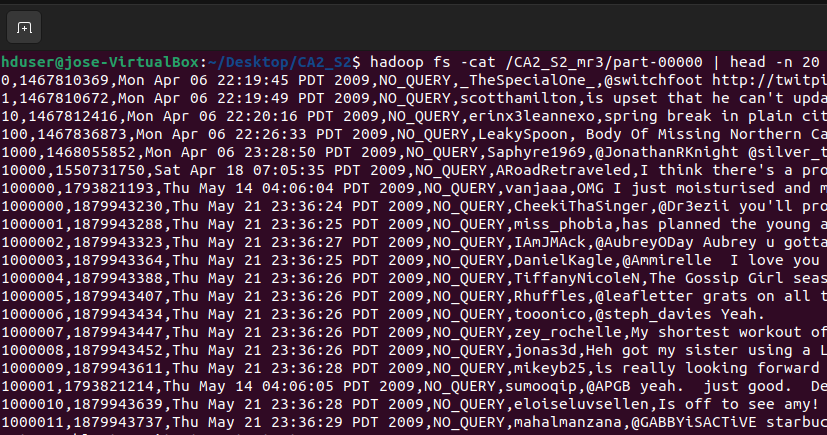 hduser@jose-VirtualBox:~/Desktop/CA2_S2$ hadoop fs -cat /CA2_S2_mr3/part-00000 | head -n 20
0,1467810369,Mon Apr 06 22:19:45 PDT 2009,NO_QUERY,_TheSpecialOne_,@switchfoot http://twitpi
1,1467810672,Mon Apr 06 22:19:49 PDT 2009,NO_QUERY,scotthamilton,is upset that he can't upda
10,1467812416,Mon Apr 06 22:20:16 PDT 2009,NO_QUERY,erinx3leannexo,spring break in plain cit
100,1467836873,Mon Apr 06 22:26:33 PDT 2009,NO_QUERY,LeakySpoon, Body Of Missing Northern Ca
1000,1468055852,Mon Apr 06 23:28:50 PDT 2009,NO_QUERY,Saphyre1969,@JonathanRKnight @silver_t
10000,1550731750,Sat Apr 18 07:05:35 PDT 2009,NO_QUERY,ARoadRetraveled,I think there's a pro
100000,1793821193,Thu May 14 04:06:04 PDT 2009,NO_QUERY,vanjaaa,OMG I just moisturised and m
1000000,1879943230,Thu May 21 23:36:24 PDT 2009,NO_QUERY,CheekiThaSinger,@Dr3ezii you'll pro
1000001,1879943288,Thu May 21 23:36:25 PDT 2009,NO_QUERY,miss_phobia,has planned the young a
1000002,1879943323,Thu May 21 23:36:27 PDT 2009,NO_QUERY,IAmJMAck,@AubreyODay Aubrey u gotta
1000003,1879943364,Thu May 21 23:36:25 PDT 2009,NO_QUERY,DanielKagle,@Ammirelle  I love you
1000004,1879943388,Thu May 21 23:36:26 PDT 2009,NO_QUERY,TiffanyNicoleN,The Gossip Girl seas
1000005,1879943407,Thu May 21 23:36:26 PDT 2009,NO_QUERY,Rhuffles,@leafletter grats on all t
1000006,1879943434,Thu May 21 23:36:26 PDT 2009,NO_QUERY,tooonico,@steph_davies Yeah.
1000007,1879943447,Thu May 21 23:36:26 PDT 2009,NO_QUERY,zey_rochelle,My shortest workout of
1000008,1879943452,Thu May 21 23:36:26 PDT 2009,NO_QUERY,jonas3d,Heh got my sister using a L
1000009,1879943611,Thu May 21 23:36:28 PDT 2009,NO_QUERY,mikeyb25,is really looking forward
100001,1793821214,Thu May 14 04:06:05 PDT 2009,NO_QUERY,sumooqip,@APGB yeah.  just good.  De
1000010,1879943639,Thu May 21 23:36:28 PDT 2009,NO_QUERY,eloiseluvsellen,Is off to see amy!
1000011,1879943737,Thu May 21 23:36:29 PDT 2009,NO_QUERY,mahalmanzana,@GABBYiSACTiVE starbuc